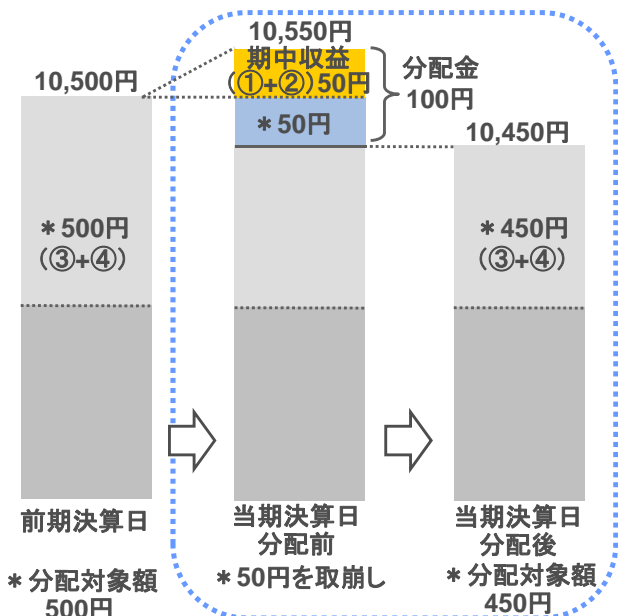 10,550円
期中収益
(①+②) 50円
分配金
100円
10,500円
＊50円
10,450円
＊500円
(③+④)
＊450円
(③+④)
前期決算日
当期決算日
分配前
当期決算日
分配後
＊分配対象額
500円
＊50円を取崩し
＊分配対象額
450円